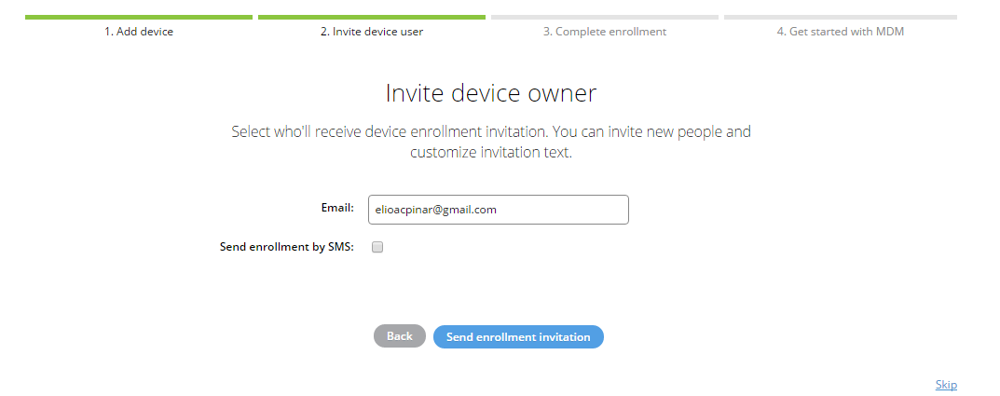 1. Add device
2. Invite device user
3. Complete enrollment
4. Get started with MDM
Invite device owner
Select who'll receive device enrollment invitation. You can invite new people and
customize invitation text.
Email:
elioacpinar@gmail.com
Send enrollment by SMS:
Back
Send enrollment invitation
Skip